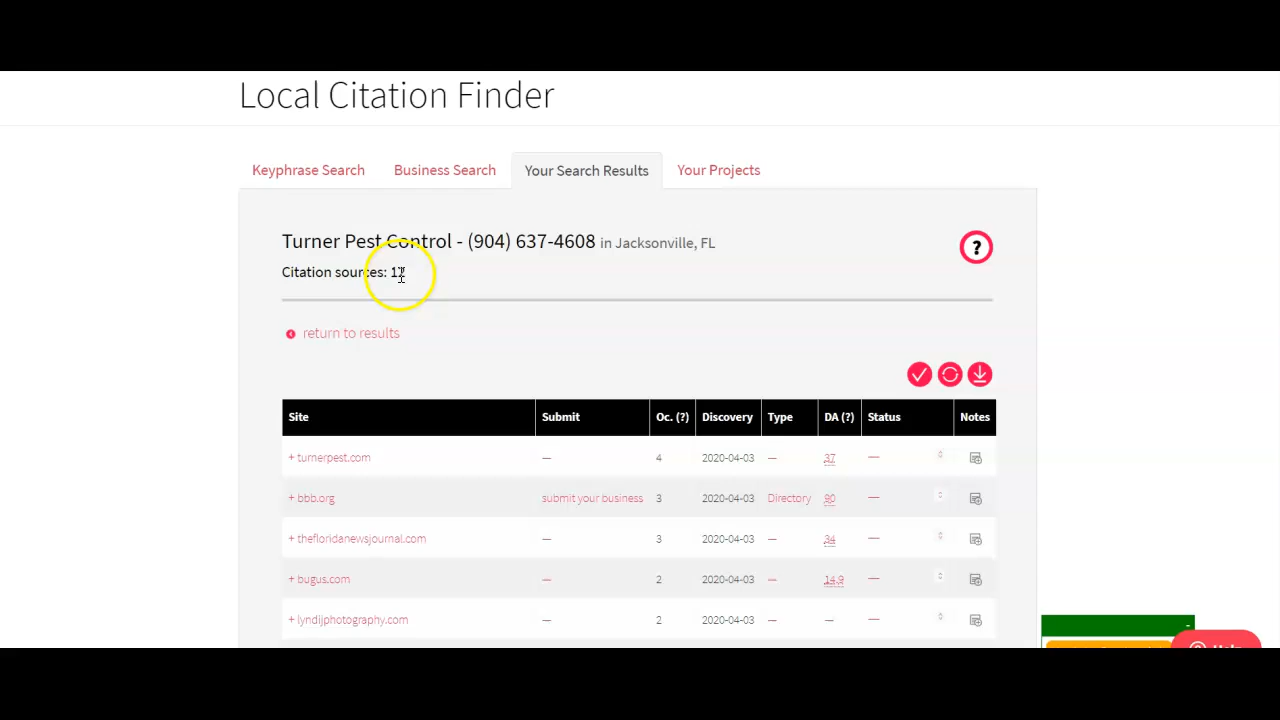 Local Citation Finder
Keyphrase Search Business Search Your Search Results Your Projects
Turner Pest Control - (904) 637-4608 in Jacksonville, FL
?
Citation sources:
return to results
Site Submit Oc. (?) Discovery Type DA (?) Status Notes
+ turnerpest.com — 4 2020-04-03 — 37 —
+ bbb.org submit your business 3 2020-04-03 Directory 90 —
+ thefloridanewsjournal.com — 3 2020-04-03 — 34 —
+ bugus.com — 2 2020-04-03 — 14.9 —
+ lyndijphotography.com — 2 2020-04-03 — — —